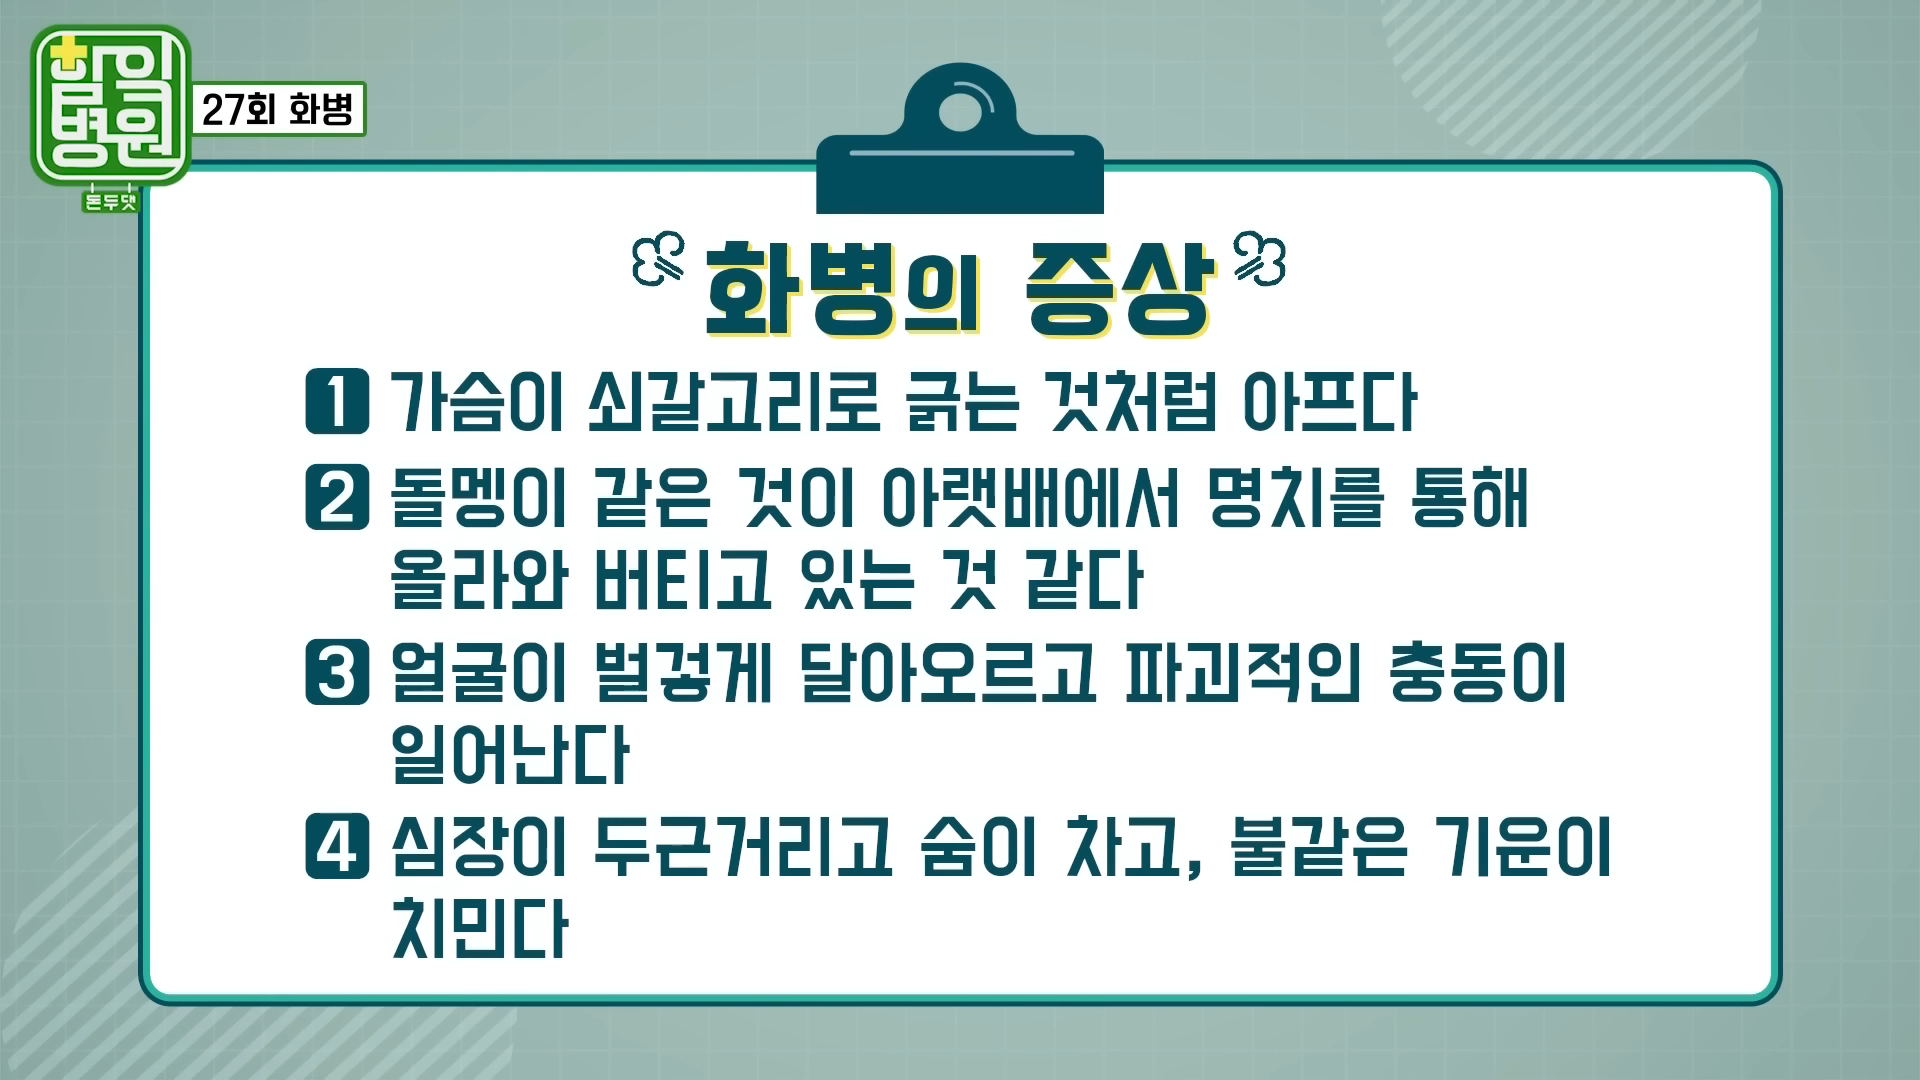 합의
병원
돈두댓
27회 화병
화병의 증상
1 가슴이 쇠갈고리로 긁는 것처럼 아프다
2 돌멩이 같은 것이 아랫배에서 명치를 통해
올라와 버티고 있는 것 같다
3 얼굴이 벌겋게 달아오르고 파괴적인 충동이
일어난다
4 심장이 두근거리고 숨이 차고, 불같은 기운이
치민다